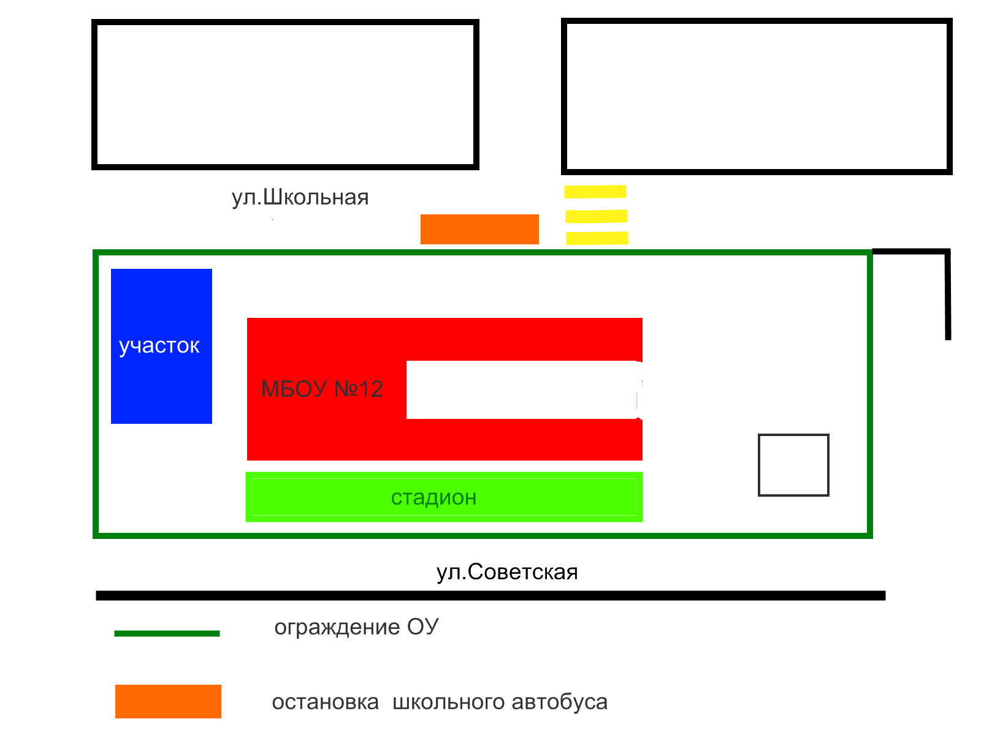 ул.Школьная
участок
МБОУ №12
стадион
ул.Советская
ограждение ОУ
остановка школьного автобуса